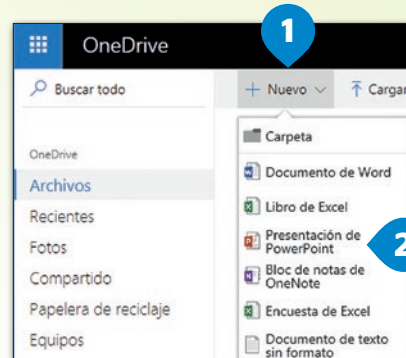 OneDrive
1
Buscar todo
+ Nuevo
Cargar
OneDrive
Archivos
Recientes
Fotos
Compartido
Papelera de reciclaje
Equipos
Carpeta
Documento de Word
Libro de Excel
Presentación de
PowerPoint
2
Bloc de notas de
OneNote
Encuesta de Excel
Documento de texto
sin formato